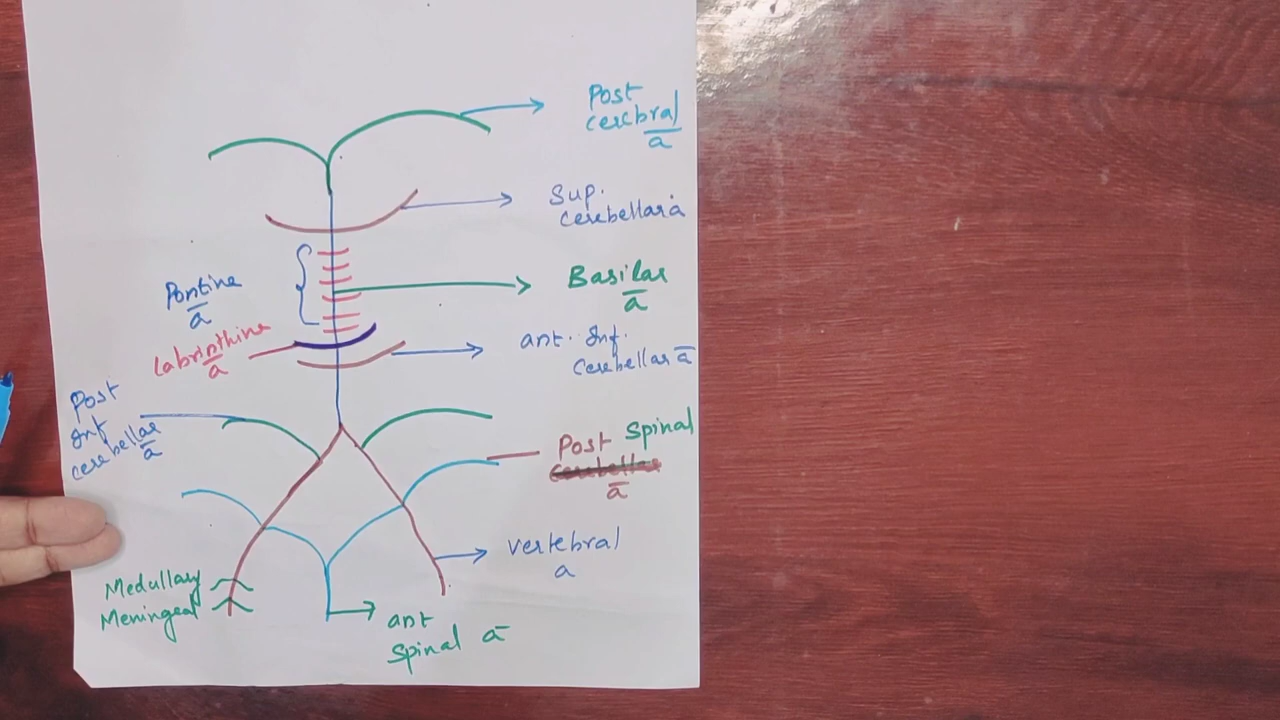 Post
cerebral
a
Sup.
cerebellar a
Pontine
a
Basilar
a
Labrinthine
a
ant. Inf.
cerebellar a
Post
Inf
cerebellar
a
Post Spinal
cerebellar
a
vertebral
a
Medullary
Meningeal
ant
spinal a